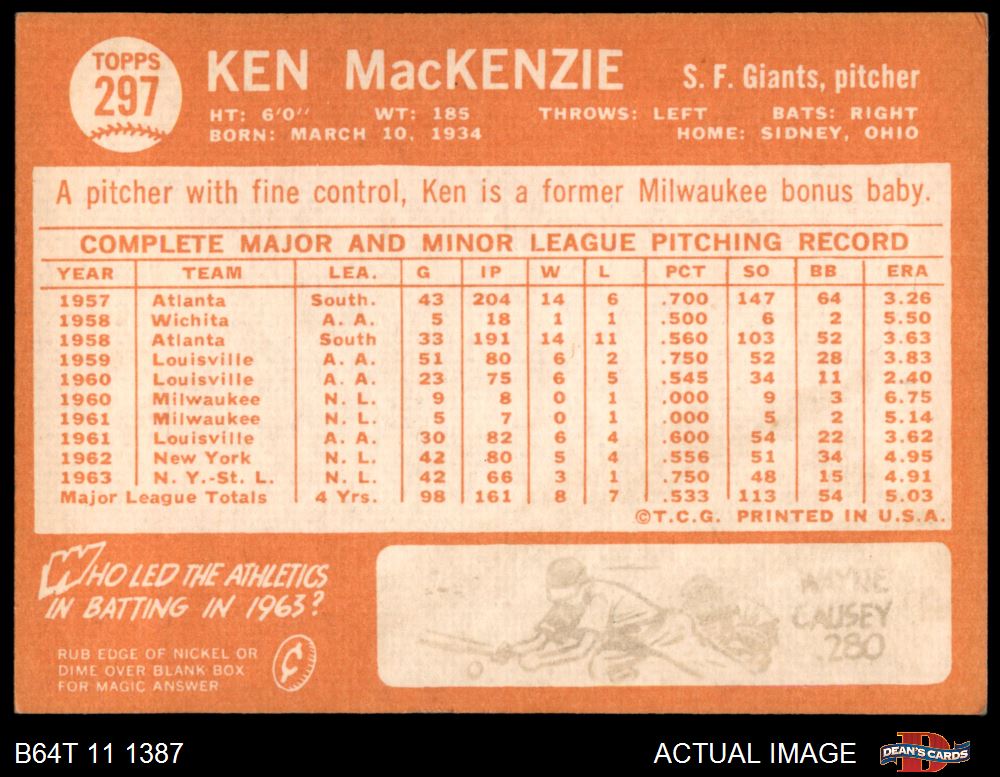 TOPPS
297
KEN MacKENZIE
S. F. Giants, pitcher
HT: 6'0" WT: 185 THROWS: LEFT BATS: RIGHT
BORN: MARCH 10, 1934 HOME: SIDNEY, OHIO
A pitcher with fine control, Ken is a former Milwaukee bonus baby.
COMPLETE MAJOR AND MINOR LEAGUE PITCHING RECORD
YEAR TEAM LEA. G IP W L PCT SO BB ERA
1957 Atlanta South. 43 204 14 6 .700 147 64 3.26
1958 Wichita A. A. 5 18 1 1 .500 6 2 5.50
1958 Atlanta South 33 191 14 11 .560 103 52 3.63
1959 Louisville A. A. 51 80 6 2 .750 52 28 3.83
1960 Louisville A. A. 23 75 6 5 .545 34 11 2.40
1960 Milwaukee N. L. 9 8 0 1 .000 9 3 6.75
1961 Milwaukee N. L. 5 7 0 1 .000 5 2 5.14
1961 Louisville A. A. 30 82 6 4 .600 54 22 3.62
1962 New York N. L. 42 80 5 4 .556 51 34 4.95
1963 N. Y.-St. L. N. L. 42 66 3 1 .750 48 15 4.91
Major League Totals 4 Yrs. 98 161 8 7 .533 113 54 5.03
©T.C.G. PRINTED IN U.S.A.
WHO LED THE ATHLETICS
IN BATTING IN 1963?
RUB EDGE OF NICKEL OR
DIME OVER BLANK BOX
FOR MAGIC ANSWER
¢
WAYNE
CAUSEY
.280
B64T 11 1387
ACTUAL IMAGE
DEAN'S CARDS